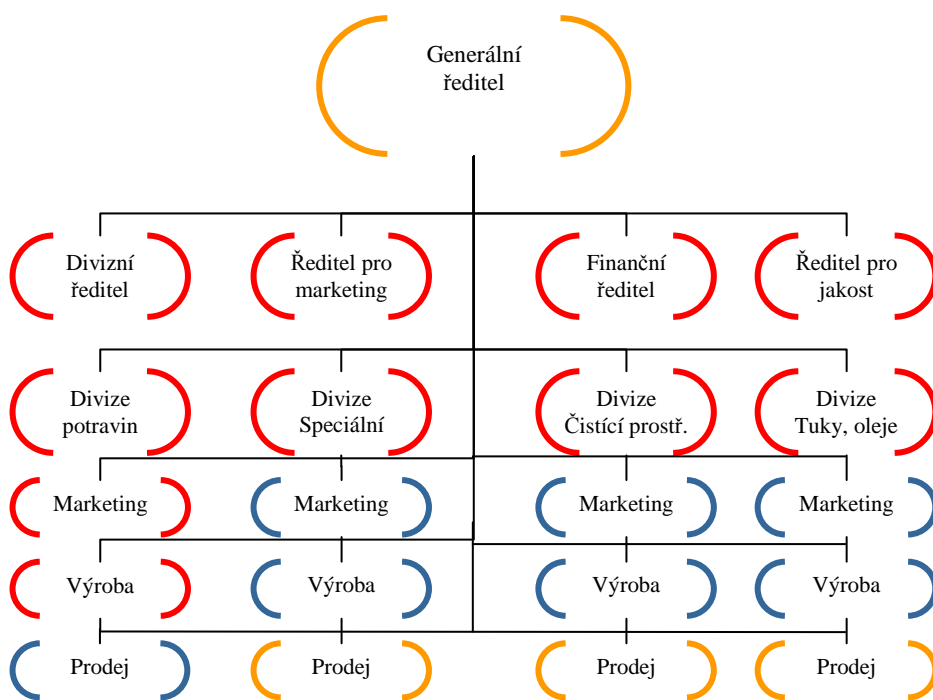 Generální
ředitel
Divizní
ředitel
Ředitel pro
marketing
Finanční
ředitel
Ředitel pro
jakost
Divize
potravin
Divize
Speciální
Divize
Čistící prostř.
Divize
Tuky, oleje
Marketing
Marketing
Marketing
Marketing
Výroba
Výroba
Výroba
Výroba
Prodej
Prodej
Prodej
Prodej